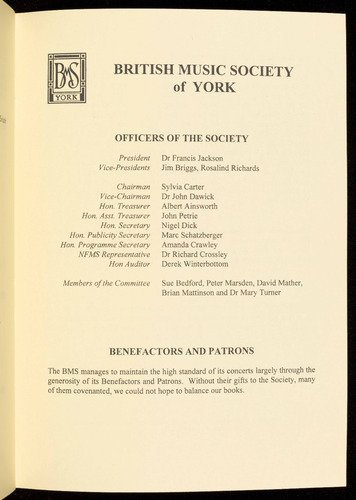 BMS
YORK
BRITISH MUSIC SOCIETY
of YORK
OFFICERS OF THE SOCIETY
President Dr Francis Jackson
Vice-Presidents Jim Briggs, Rosalind Richards
Chairman Sylvia Carter
Vice-Chairman Dr John Dawick
Hon. Treasurer Albert Ainsworth
Hon. Asst. Treasurer John Petrie
Hon. Secretary Nigel Dick
Hon. Publicity Secretary Marc Schatzberger
Hon. Programme Secretary Amanda Crawley
NFMS Representative Dr Richard Crossley
Hon Auditor Derek Winterbottom
Members of the Committee Sue Bedford, Peter Marsden, David Mather,
Brian Mattinson and Dr Mary Turner
BENEFACTORS AND PATRONS
The BMS manages to maintain the high standard of its concerts largely through the
generosity of its Benefactors and Patrons. Without their gifts to the Society, many
of them covenanted, we could not hope to balance our books.